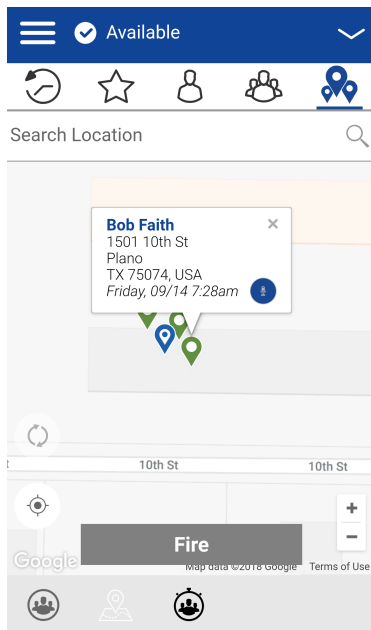 Available
Search Location
Bob Faith
1501 10th St
Plano
TX 75074, USA
Friday, 09/14 7:28am
10th St
10th St
Fire
Google
Map data ©2018 Google
Terms of Use